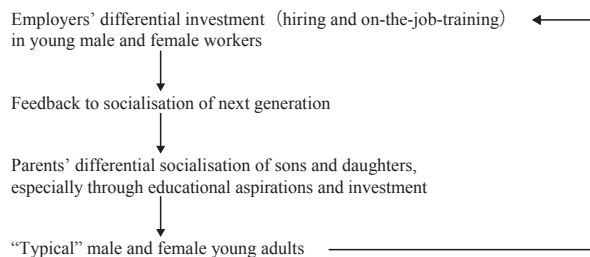 Employers’ differential investment（hiring and on-the-job-training）
in young male and female workers
Feedback to socialisation of next generation
Parents’ differential socialisation of sons and daughters,
especially through educational aspirations and investment
“Typical” male and female young adults